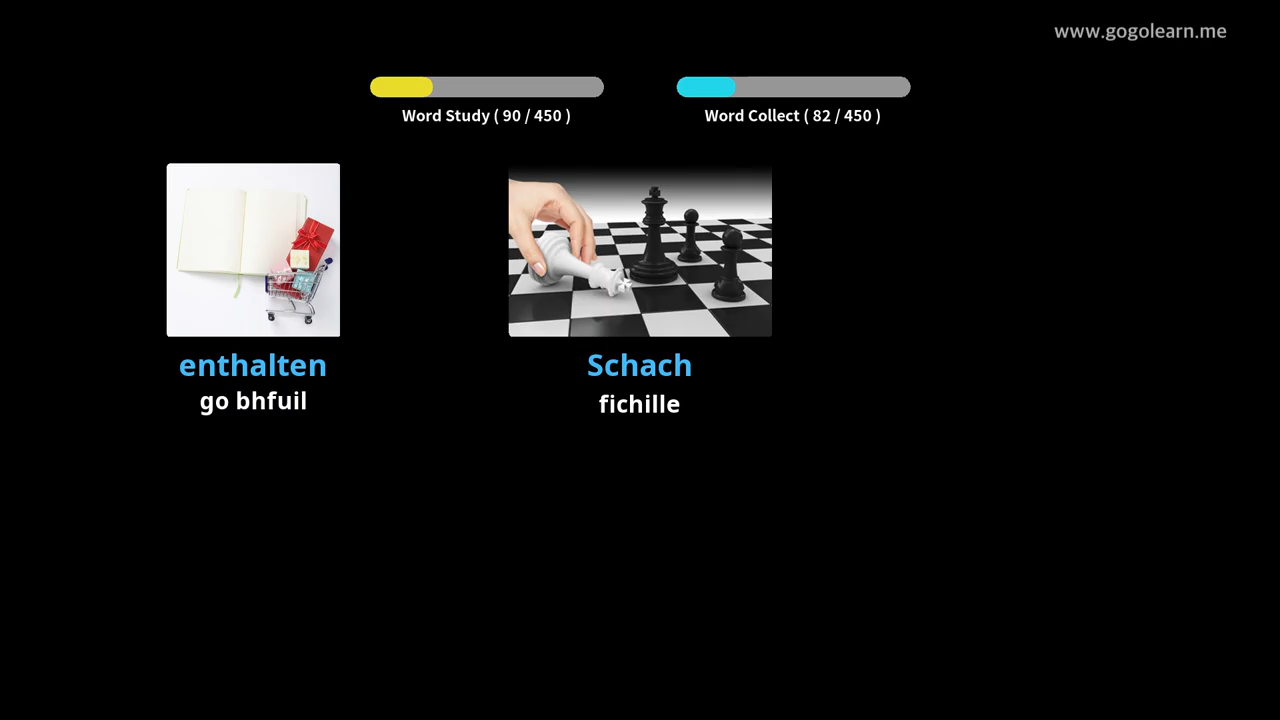 www.gogolearn.me
Word Study ( 90 / 450 )
Word Collect ( 82 / 450 )
enthalten
go bhfuil
Schach
fichille